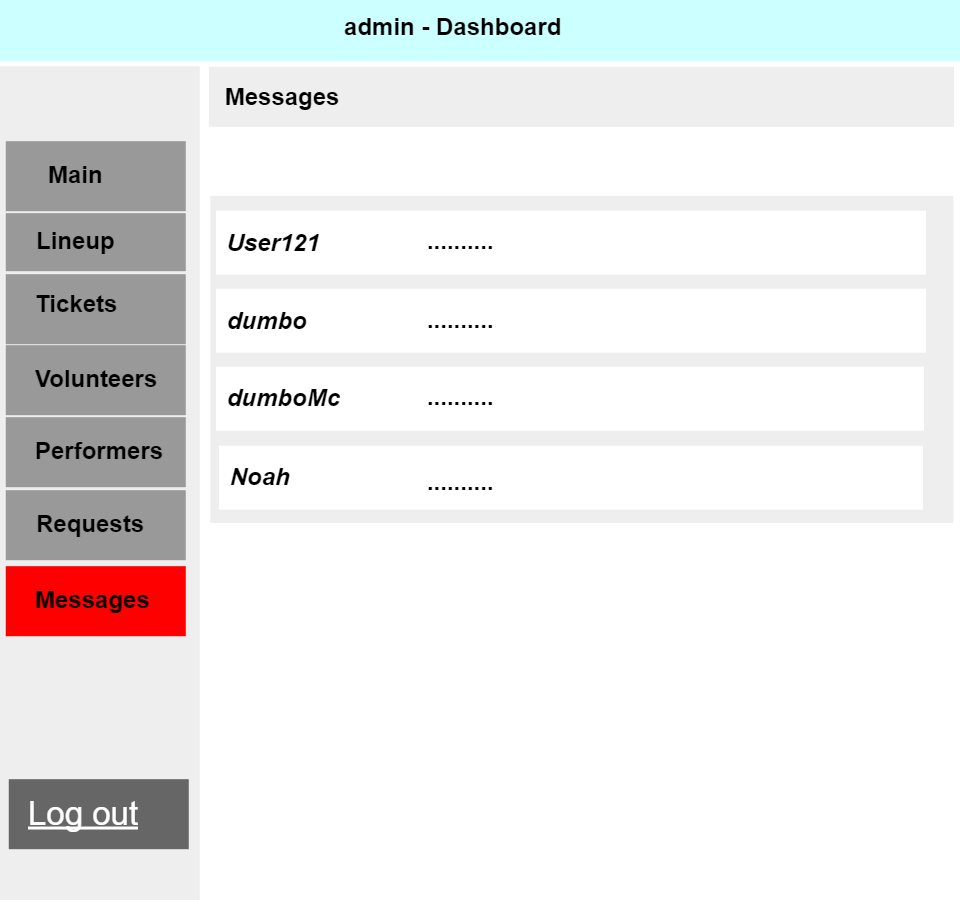 admin - Dashboard
Messages
Main
Lineup
Tickets
Volunteers
Performers
Requests
Messages
Log out
User121 ..........
dumbo ..........
dumboMc ..........
Noah ..........